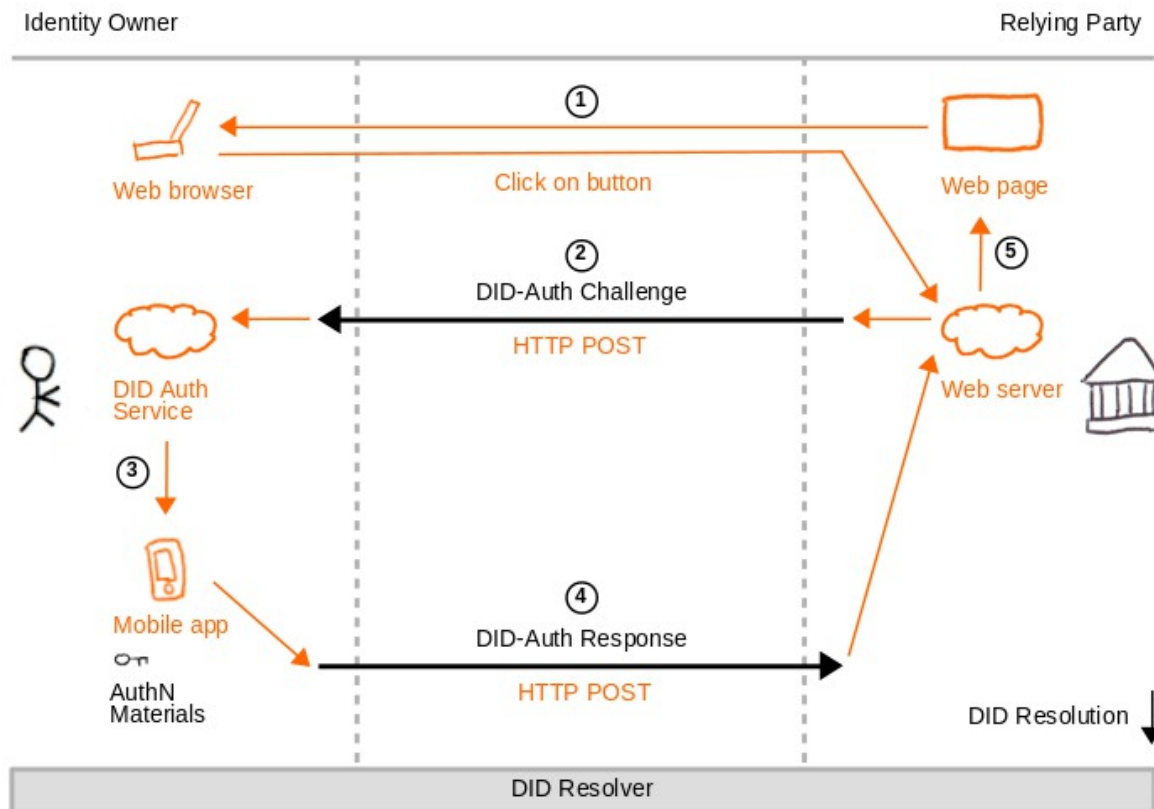 Identity Owner
Relying Party
1
Web browser
Click on button
Web page
2
5
DID-Auth Challenge
HTTP POST
DID Auth
Service
Web server
3
4
Mobile app
DID-Auth Response
HTTP POST
AuthN
Materials
DID Resolution
DID Resolver